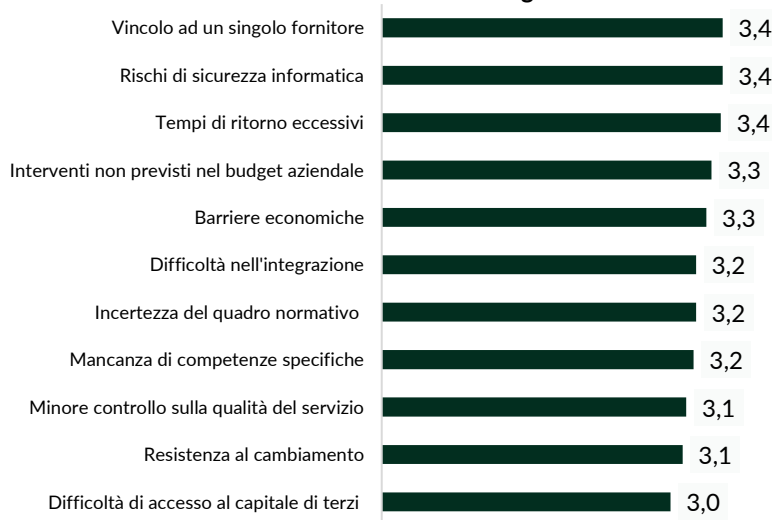 Vincolo ad un singolo fornitore 3,4
Rischi di sicurezza informatica 3,4
Tempi di ritorno eccessivi 3,4
Interventi non previsti nel budget aziendale 3,3
Barriere economiche 3,3
Difficoltà nell'integrazione 3,2
Incertezza del quadro normativo 3,2
Mancanza di competenze specifiche 3,2
Minore controllo sulla qualità del servizio 3,1
Resistenza al cambiamento 3,1
Difficoltà di accesso al capitale di terzi 3,0